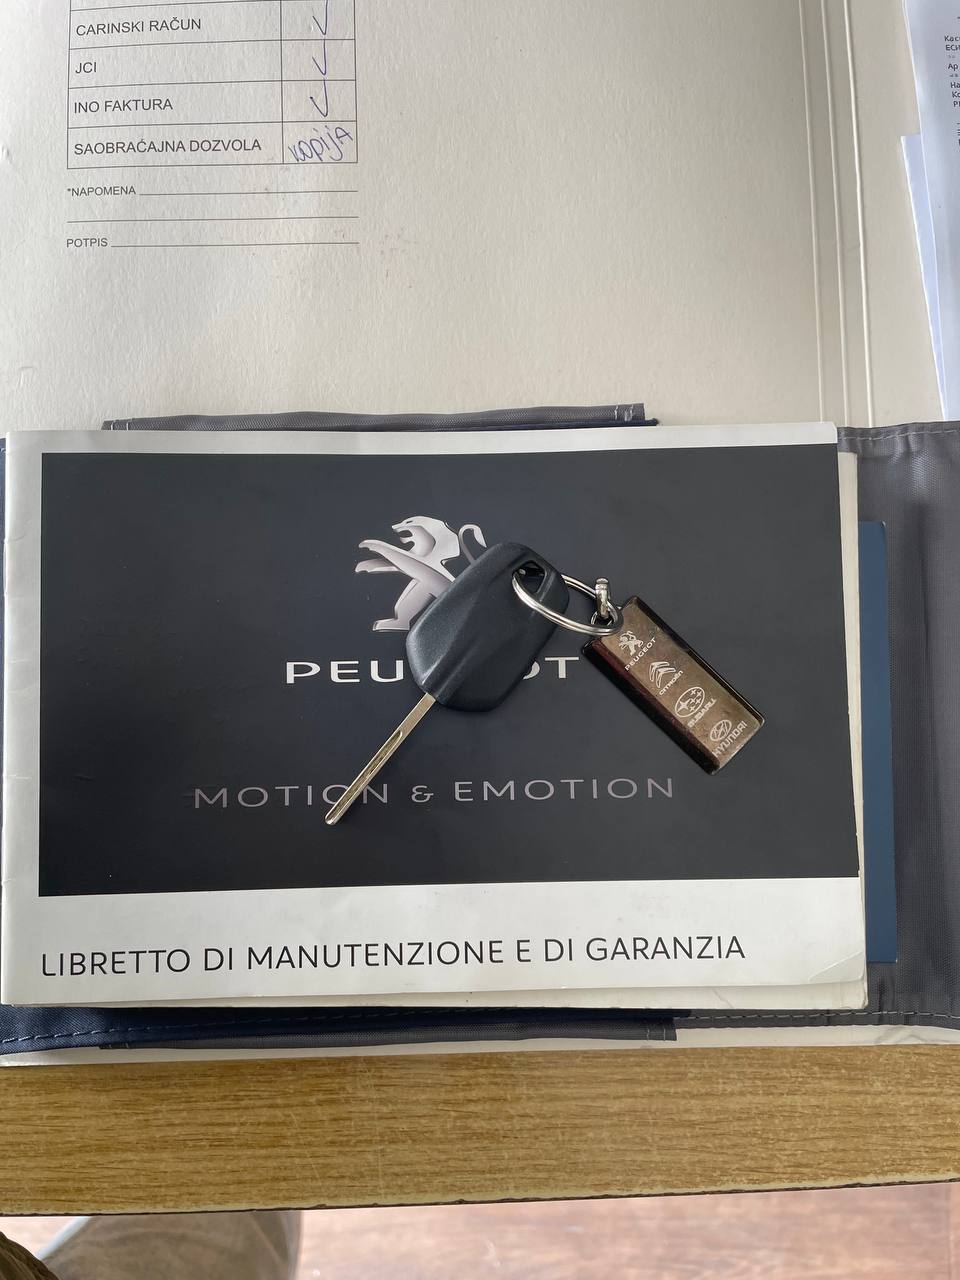 CARINSKI RAČUN
JCI
INO FAKTURA
SAOBRAĆAJNA DOZVOLA kopija
*NAPOMENA
POTPIS
PEUGEOT
MOTION & EMOTION
PEUGEOT
CITROËN
SUBARU
HYUNDAI
LIBRETTO DI MANUTENZIONE E DI GARANZIA